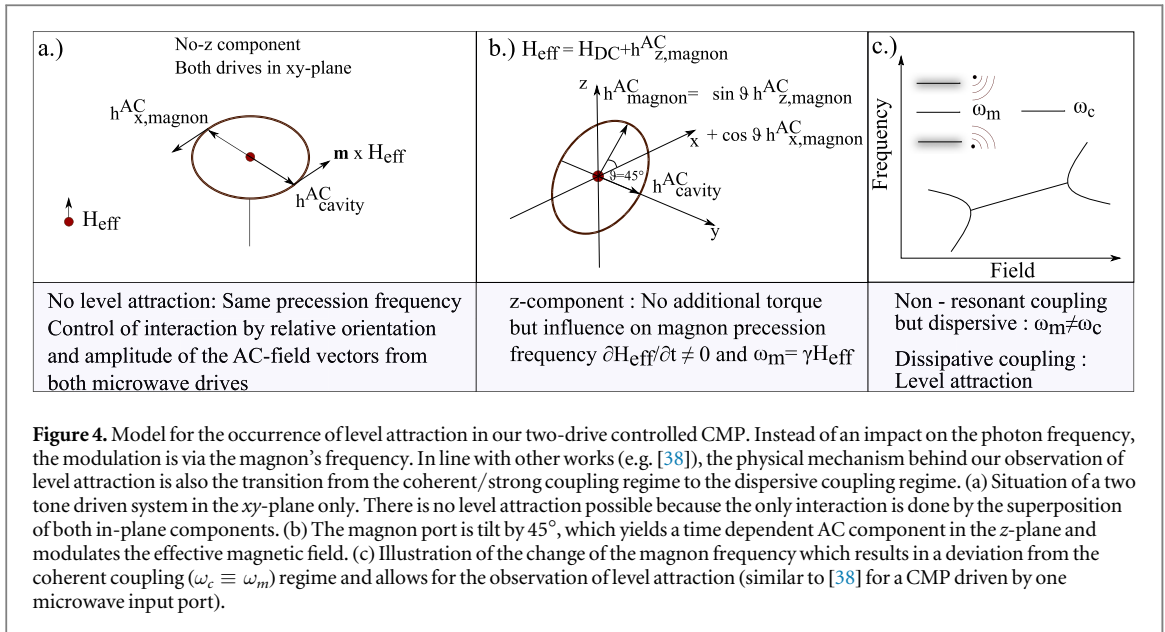 a.)
No-z component
Both drives in xy-plane
h^AC_x,magnon
m x H_eff
h^AC_cavity
H_eff
No level attraction: Same precession frequency
Control of interaction by relative orientation
and amplitude of the AC-field vectors from
both microwave drives
b.) H_eff = H_DC+h^AC_z,magnon
z
h^AC_magnon= sin ϑ h^AC_z,magnon
x + cos ϑ h^AC_x,magnon
ϑ=45°
h^AC_cavity
y
z-component : No additional torque
but influence on magnon precession
frequency ∂H_eff/∂t ≠ 0 and ω_m= γH_eff
c.)
Frequency
ω_m
ω_c
Field
Non - resonant coupling
but dispersive : ω_m≠ω_c
Dissipative coupling :
Level attraction
Figure 4. Model for the occurrence of level attraction in our two-drive controlled CMP. Instead of an impact on the photon frequency,
the modulation is via the magnon's frequency. In line with other works (e.g. [38]), the physical mechanism behind our observation of
level attraction is also the transition from the coherent/strong coupling regime to the dispersive coupling regime. (a) Situation of a two
tone driven system in the xy-plane only. There is no level attraction possible because the only interaction is done by the superposition
of both in-plane components. (b) The magnon port is tilt by 45°, which yields a time dependent AC component in the z-plane and
modulates the effective magnetic field. (c) Illustration of the change of the magnon frequency which results in a deviation from the
coherent coupling (ω_c ≡ ω_m) regime and allows for the observation of level attraction (similar to [38] for a CMP driven by one
microwave input port).